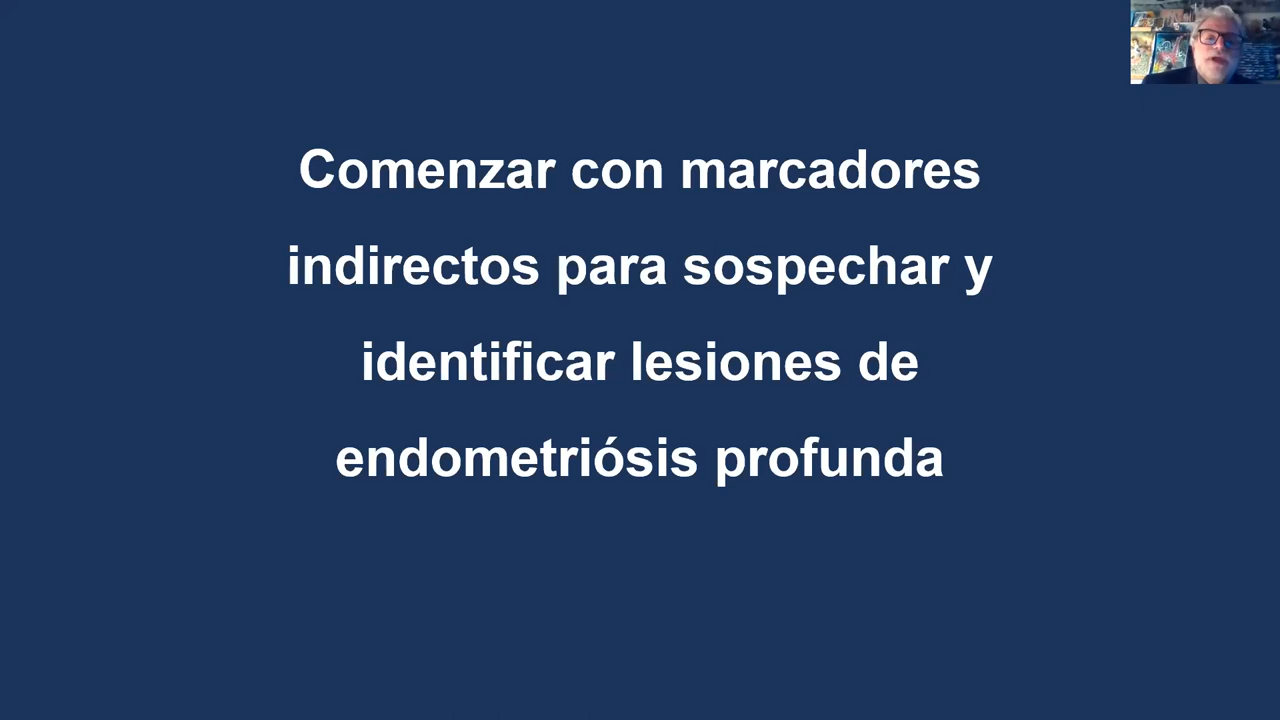 Comenzar con marcadores
indirectos para sospechar y
identificar lesiones de
endometriósis profunda